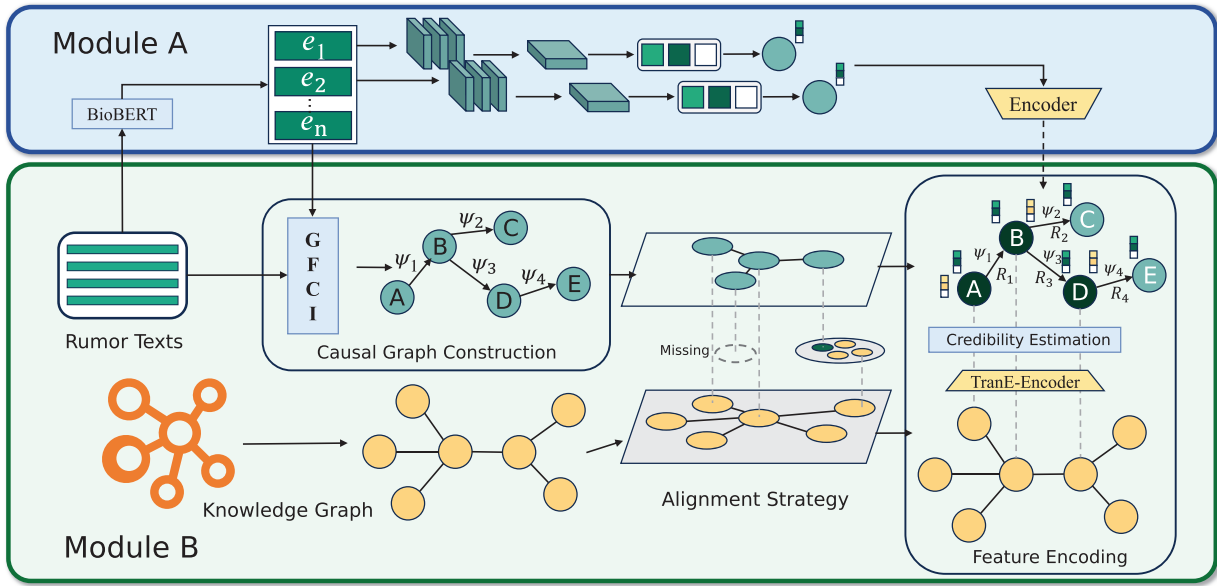 Module A
BioBERT
e1
e2
:
en
Encoder
Rumor Texts
G
F
C
I
A
B
C
D
E
ψ1
ψ2
ψ3
ψ4
Causal Graph Construction
Missing
Alignment Strategy
Knowledge Graph
Module B
A
B
C
D
E
ψ1
R1
ψ2
R2
ψ3
R3
ψ4
R4
Credibility Estimation
TranE-Encoder
Feature Encoding